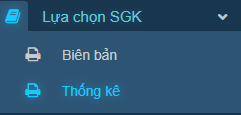 Lựa chọn SGK
Biên bản
Thống kê